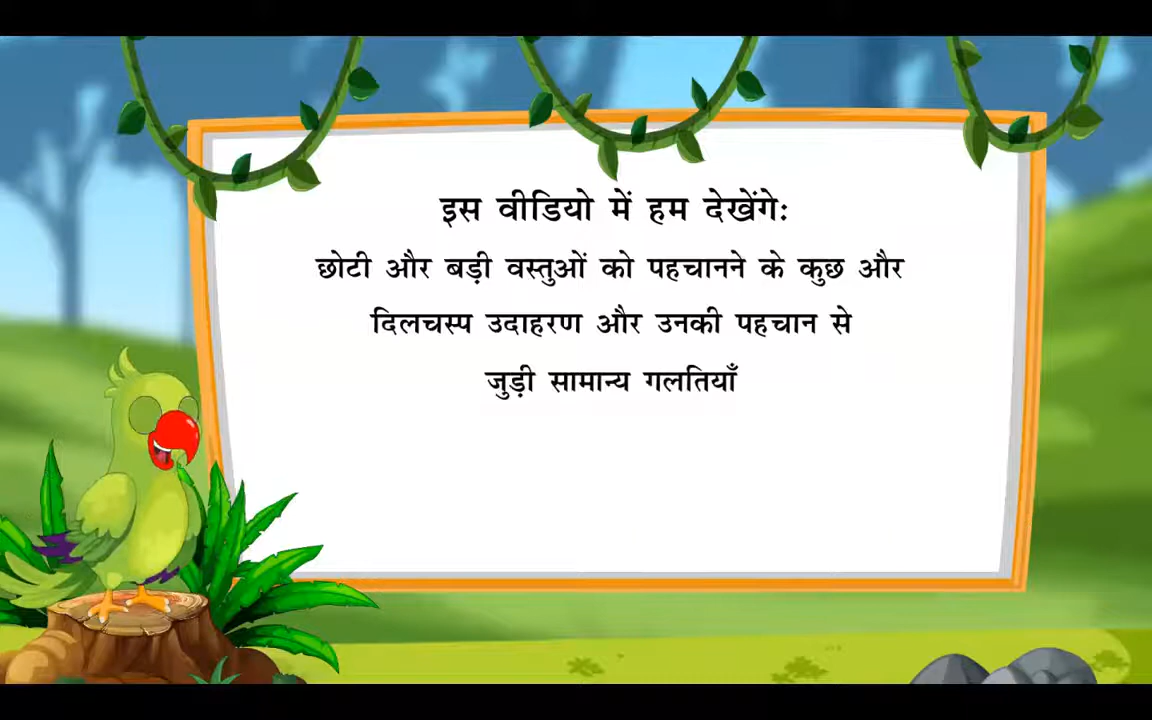 इस वीडियो में हम देखेंगे:
छोटी और बड़ी वस्तुओं को पहचानने के कुछ और
दिलचस्प उदाहरण और उनकी पहचान से
जुड़ी सामान्य गलतियाँ